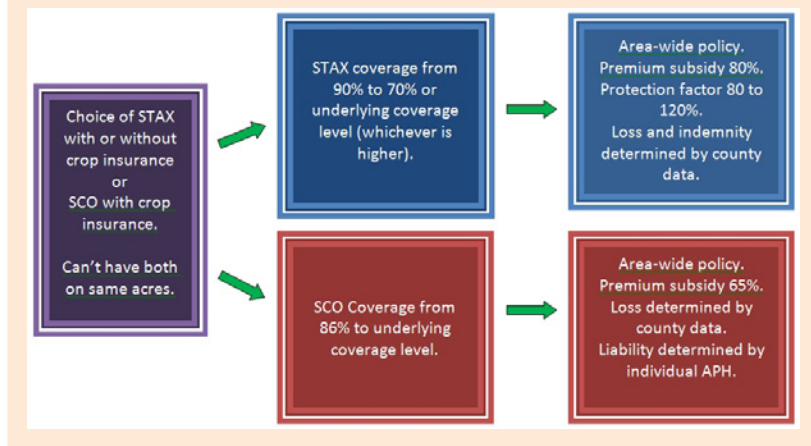 Choice of STAX
with or without
crop insurance
or
SCO with crop
insurance.
Can't have both
on same acres.
STAX coverage from
90% to 70% or
underlying coverage
level (whichever is
higher).
Area-wide policy.
Premium subsidy 80%.
Protection factor 80 to
120%.
Loss and indemnity
determined by county
data.
SCO Coverage from
86% to underlying
coverage level.
Area-wide policy.
Premium subsidy 65%.
Loss determined by
county data.
Liability determined by
individual APH.